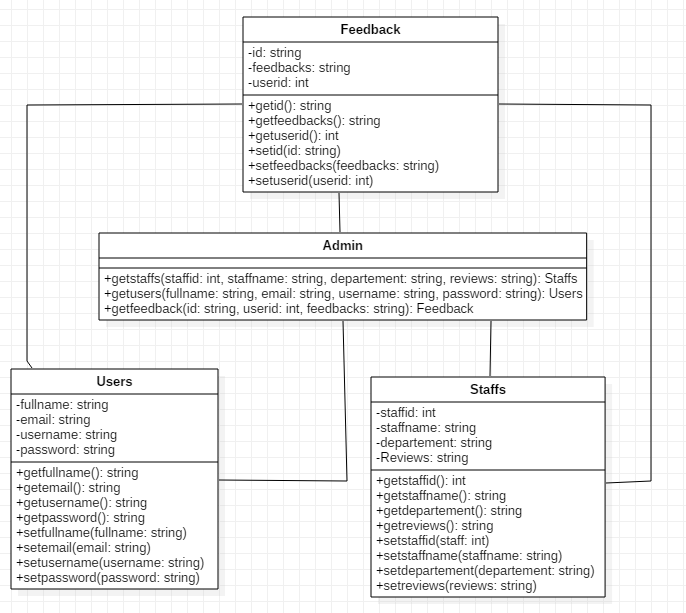 Feedback
-id: string
-feedbacks: string
-userid: int
+getid(): string
+getfeedbacks(): string
+getuserid(): int
+setid(id: string)
+setfeedbacks(feedbacks: string)
+setuserid(userid: int)
Admin
+getstaffs(staffid: int, staffname: string, departement: string, reviews: string): Staffs
+getusers(fullname: string, email: string, username: string, password: string): Users
+getfeedback(id: string, userid: int, feedbacks: string): Feedback
Users
-fullname: string
-email: string
-username: string
-password: string
+getfullname(): string
+getemail(): string
+getusername(): string
+getpassword(): string
+setfullname(fullname: string)
+setemail(email: string)
+setusername(username: string)
+setpassword(password: string)
Staffs
-staffid: int
-staffname: string
-departement: string
-Reviews: string
+getstaffid(): int
+getstaffname(): string
+getdepartement(): string
+getreviews(): string
+setstaffid(staff: int)
+setstaffname(staffname: string)
+setdepartement(departement: string)
+setreviews(reviews: string)